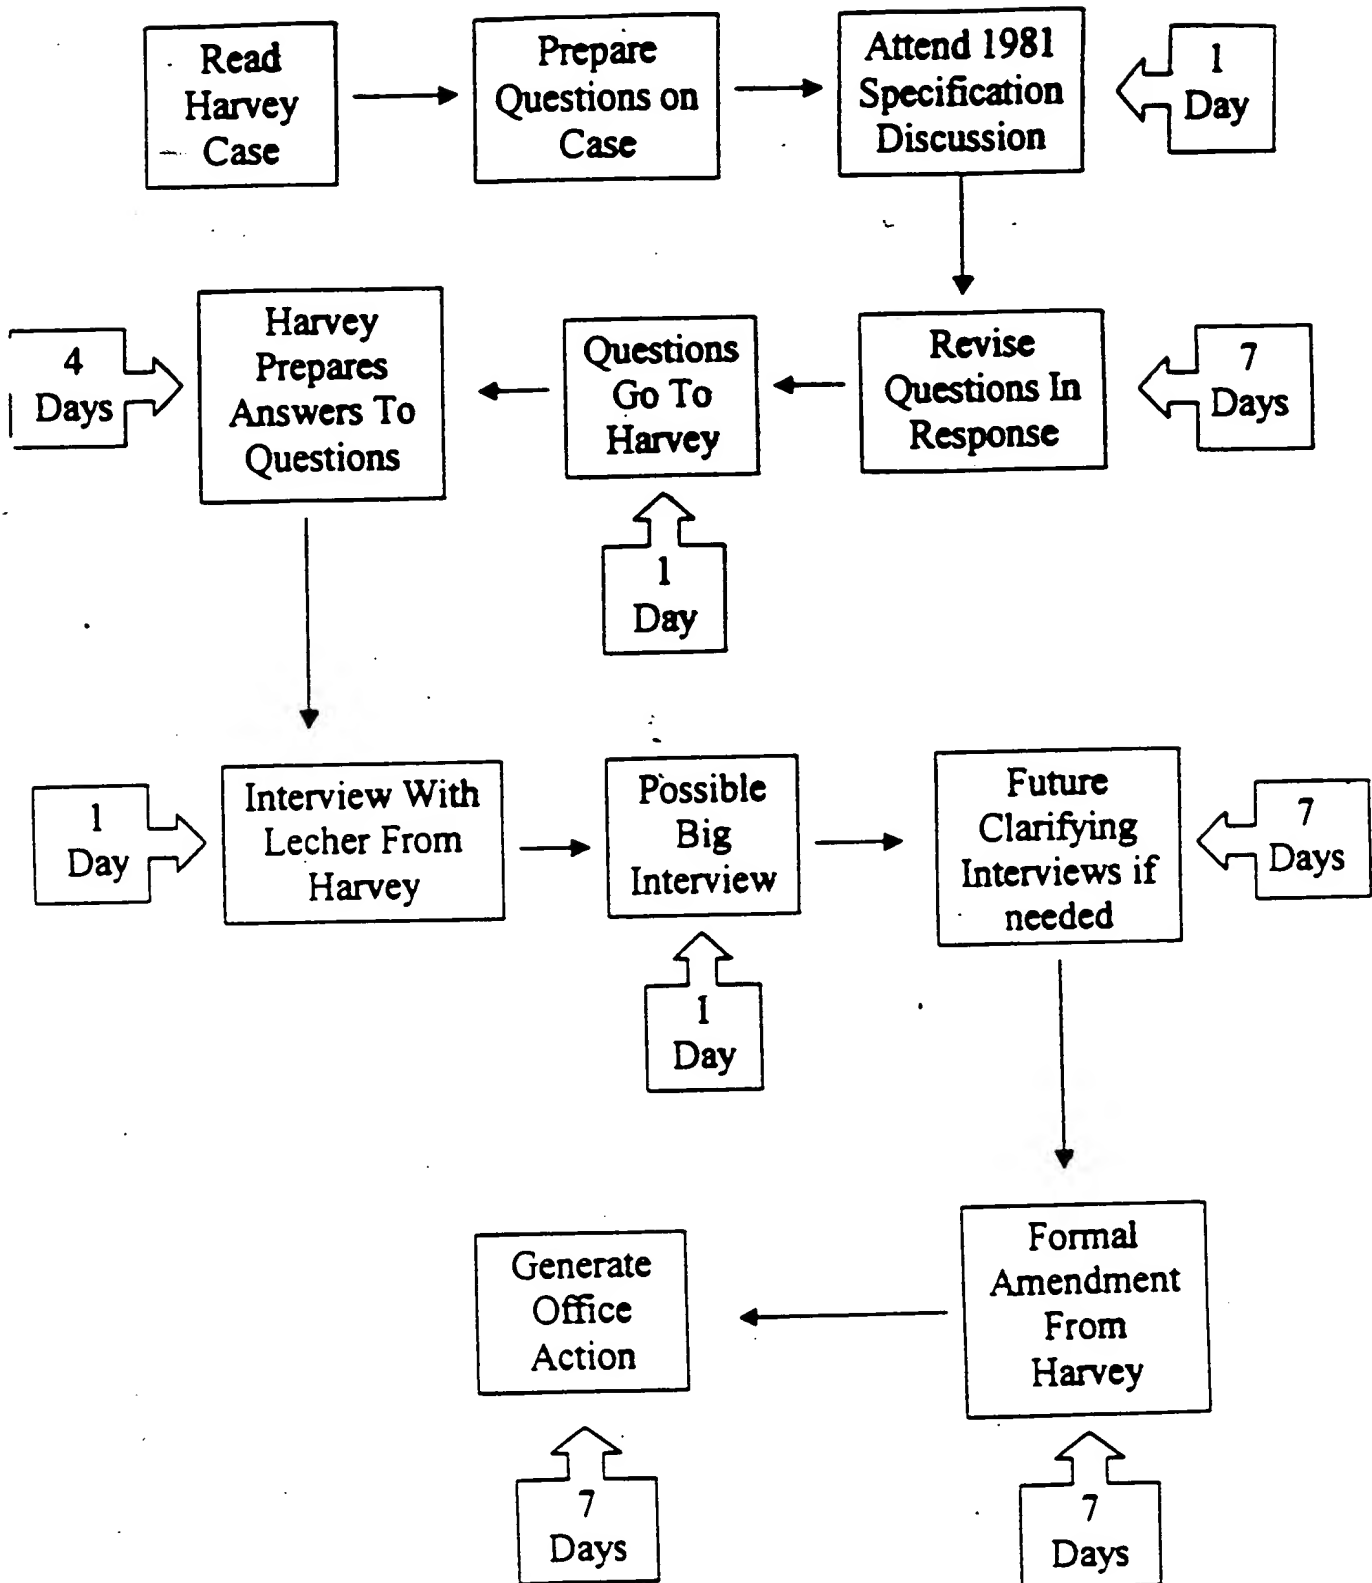 Read
Harvey
Case
Prepare
Questions on
Case
Attend 1981
Specification
Discussion
1
Day
4
Days
Harvey
Prepares
Answers To
Questions
Questions
Go To
Harvey
Revise
Questions In
Response
7
Days
1
Day
1
Day
Interview With
Lecher From
Harvey
Possible
Big
Interview
Future
Clarifying
Interviews if
needed
7
Days
1
Day
Generate
Office
Action
Formal
Amendment
From
Harvey
7
Days
7
Days